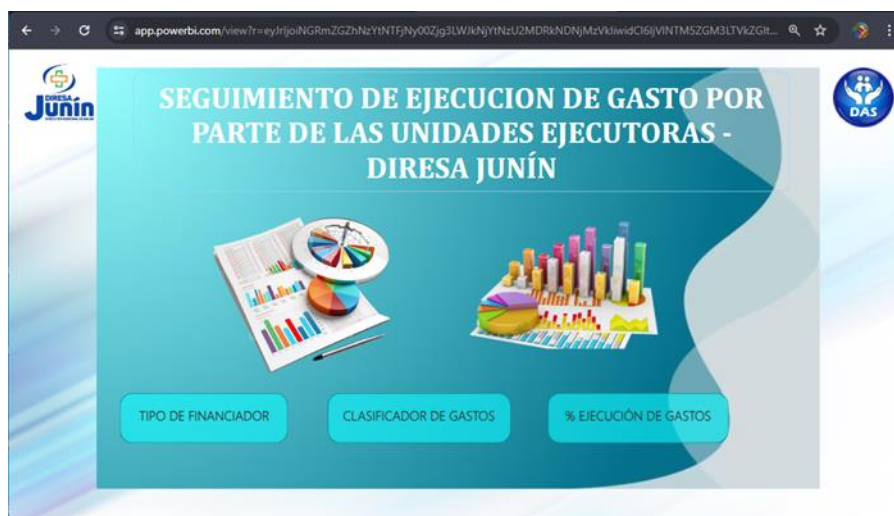 app.powerbi.com/view?r=
DIRESA
Junín
DAS
SEGUIMIENTO DE EJECUCION DE GASTO POR
PARTE DE LAS UNIDADES EJECUTORAS -
DIRESA JUNÍN
TIPO DE FINANCIADOR
CLASIFICADOR DE GASTOS
% EJECUCIÓN DE GASTOS